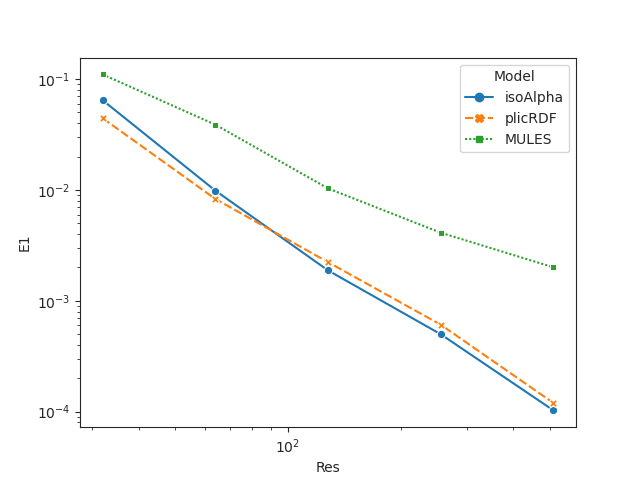 Model
isoAlpha
plicRDF
MULES
10⁻¹
10⁻²
10⁻³
10⁻⁴
E1
10²
Res